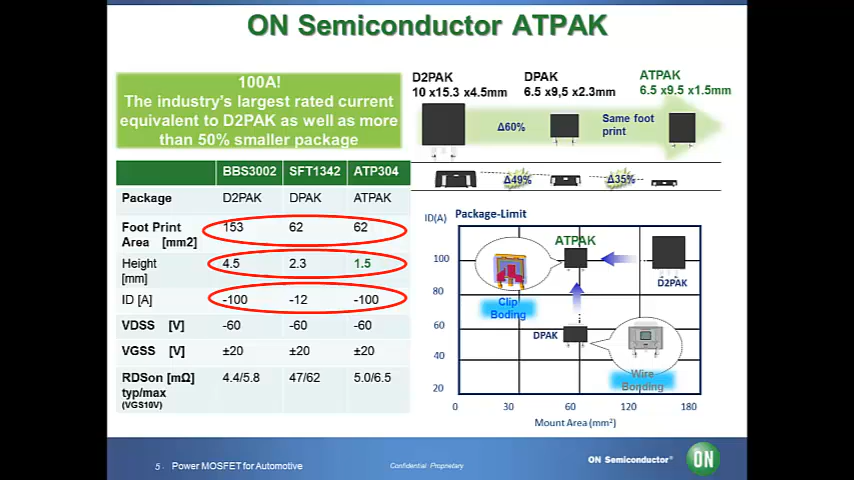 ON Semiconductor ATPAK
100A!
The industry's largest rated current
equivalent to D2PAK as well as more
than 50% smaller package
D2PAK
10 x15.3 x4.5mm
DPAK
6.5 x9,5 x2.3mm
ATPAK
6.5 x9.5 x1.5mm
Δ60%
Same foot
print
Δ49%
Δ35%
BBS3002 SFT1342 ATP304
Package D2PAK DPAK ATPAK
Foot Print
Area [mm2] 153 62 62
Height
[mm] 4.5 2.3 1.5
ID [A] -100 -12 -100
VDSS [V] -60 -60 -60
VGSS [V] ±20 ±20 ±20
RDSon [mΩ] 4.4/5.8 47/62 5.0/6.5
typ/max
(VGS10V)
ID(A) Package-Limit
100
80
60
40
20
0 30 60 120 180
Mount Area (mm²)
ATPAK
D2PAK
Clip
Boding
DPAK
Wire
Bonding
5 · Power MOSFET for Automotive
Confidential Proprietary
ON Semiconductor®
ON